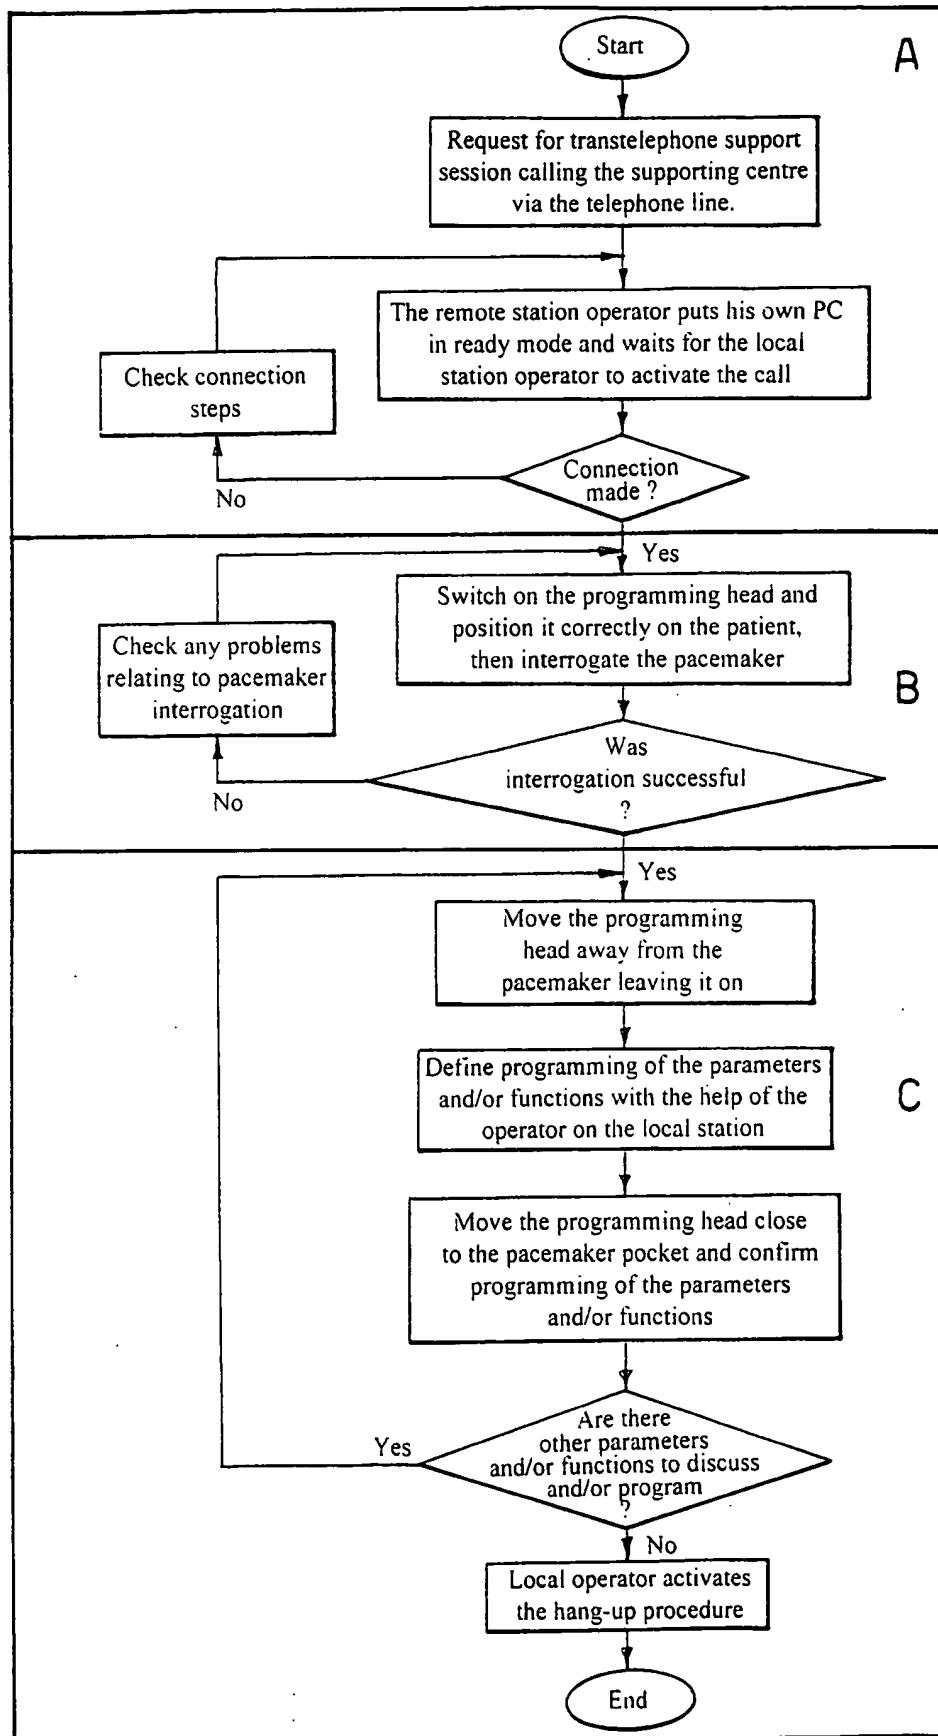 Start
A
Request for transtelephone support
session calling the supporting centre
via the telephone line.
The remote station operator puts his own PC
in ready mode and waits for the local
station operator to activate the call
Check connection
steps
Connection
made ?
No
Yes
Switch on the programming head and
position it correctly on the patient,
then interrogate the pacemaker
Check any problems
relating to pacemaker
interrogation
B
Was
interrogation successful
?
No
Yes
Move the programming
head away from the
pacemaker leaving it on
Define programming of the parameters
and/or functions with the help of the
operator on the local station
C
Move the programming head close
to the pacemaker pocket and confirm
programming of the parameters
and/or functions
Are there
other parameters
and/or functions to discuss
and/or program
?
Yes
No
Local operator activates
the hang-up procedure
End